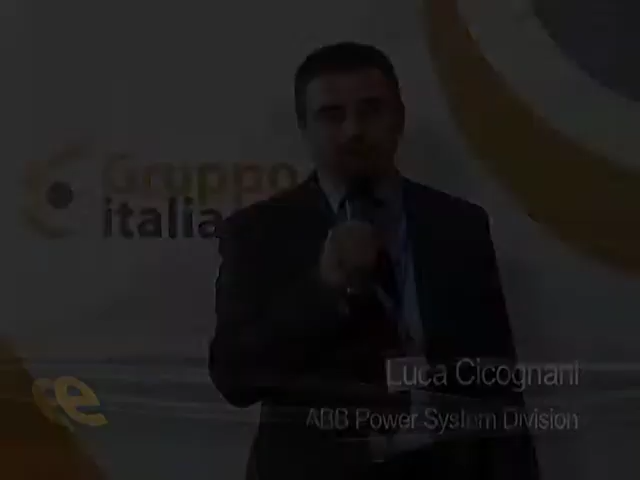 Gruppo
italia
Luca Cicognani
ABB Power System Division
e